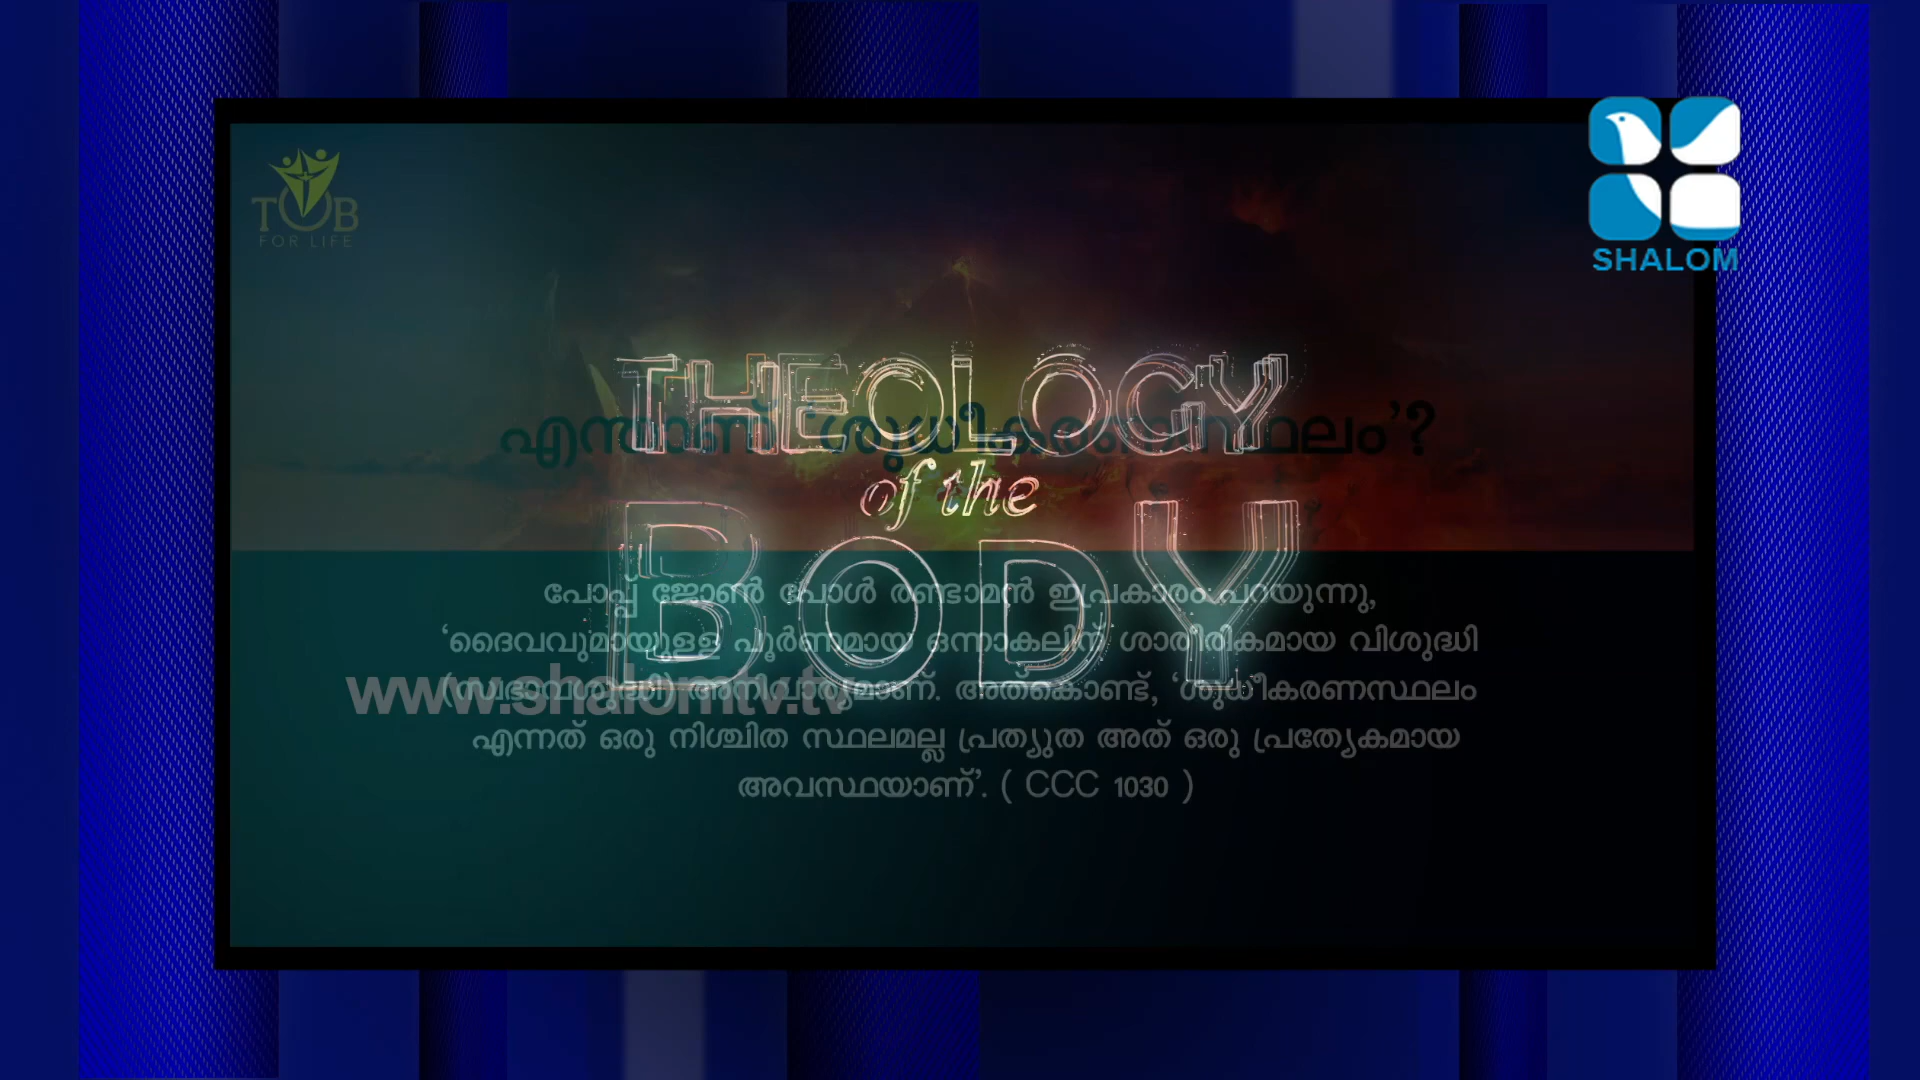 TOB
FOR LIFE
SHALOM
THEOLOGY
എന്താണ് ‘ശുദ്ധീകരണസ്ഥലം’?
of the
BODY
പോപ്പ് ജോൺ പോൾ രണ്ടാമൻ ഇപ്രകാരം പറയുന്നു,
‘ദൈവവുമായുള്ള പൂർണമായ ഒന്നാകലിന് ശാരീരികമായ വിശുദ്ധി
www.shalomtv.tv
അനിവാര്യമാണ്. അത്കൊണ്ട്, ‘ശുദ്ധീകരണസ്ഥലം
എന്നത് ഒരു നിശ്ചിത സ്ഥലമല്ല പ്രത്യുത അത് ഒരു പ്രത്യേകമായ
അവസ്ഥയാണ്’. ( CCC 1030 )